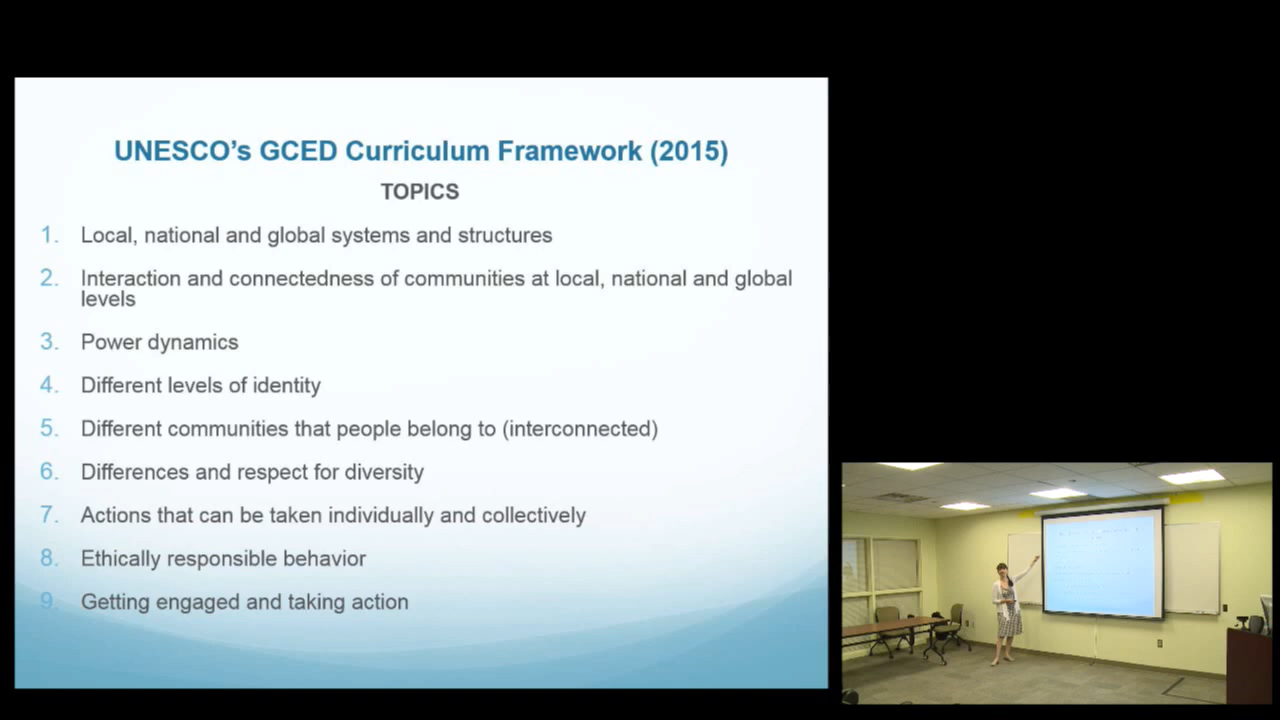 UNESCO's GCED Curriculum Framework (2015)
TOPICS
1. Local, national and global systems and structures
2. Interaction and connectedness of communities at local, national and global
levels
3. Power dynamics
4. Different levels of identity
5. Different communities that people belong to (interconnected)
6. Differences and respect for diversity
7. Actions that can be taken individually and collectively
8. Ethically responsible behavior
9. Getting engaged and taking action